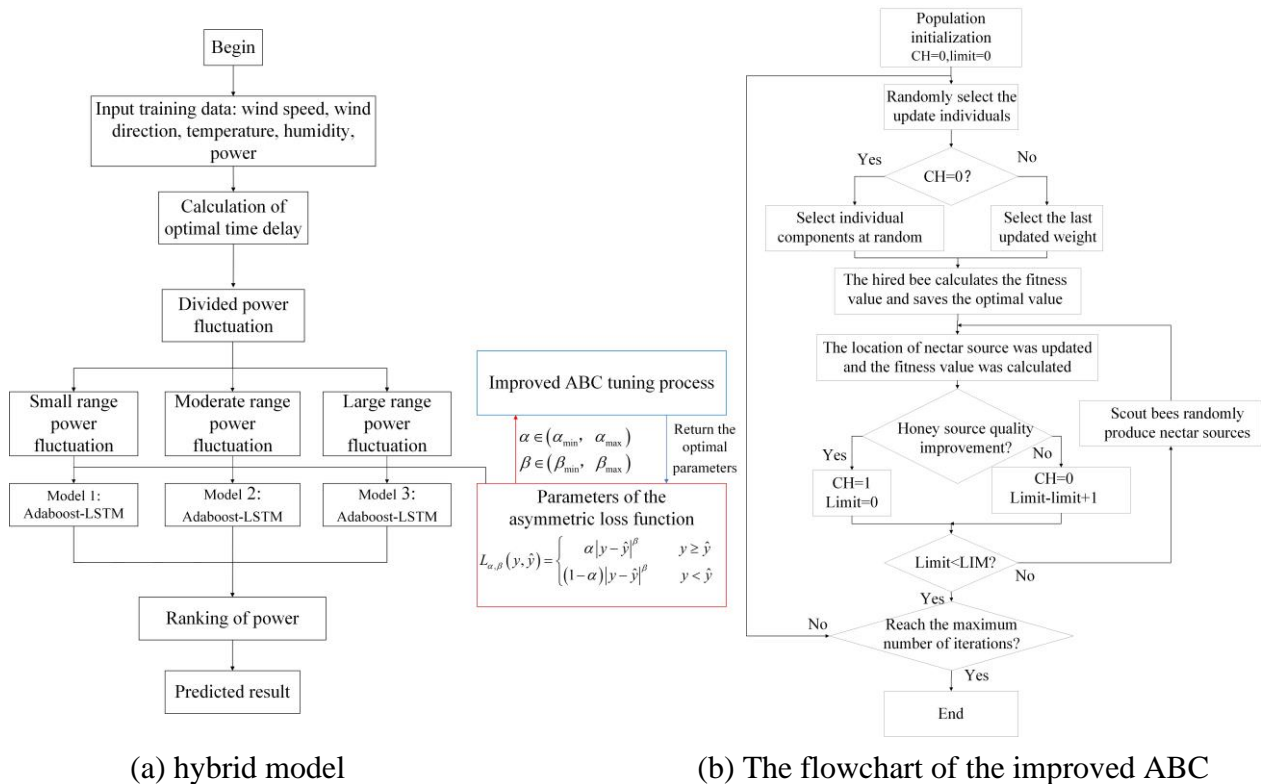 Begin
Input training data: wind speed, wind
direction, temperature, humidity,
power
Calculation of
optimal time delay
Divided power
fluctuation
Small range
power
fluctuation
Moderate range
power
fluctuation
Large range
power
fluctuation
Model 1:
Adaboost-LSTM
Model 2:
Adaboost-LSTM
Model 3:
Adaboost-LSTM
Ranking of power
Predicted result
Improved ABC tuning process
α∈(α_min, α_max)
β∈(β_min, β_max)
Return the
optimal
parameters
Parameters of the
asymmetric loss function
L_{α,β}(y,ŷ)={ α|y−ŷ|^β y≥ŷ
(1−α)|y−ŷ|^β y<ŷ
(a) hybrid model
Population
initialization
CH=0,limit=0
Randomly select the
update individuals
Yes
No
CH=0?
Select individual
components at random
Select the last
updated weight
The hired bee calculates the fitness
value and saves the optimal value
The location of nectar source was updated
and the fitness value was calculated
Scout bees randomly
produce nectar sources
Honey source quality
improvement?
Yes
No
CH=1
Limit=0
CH=0
Limit-limit+1
Limit<LIM?
No
Yes
No
Reach the maximum
number of iterations?
Yes
End
(b) The flowchart of the improved ABC